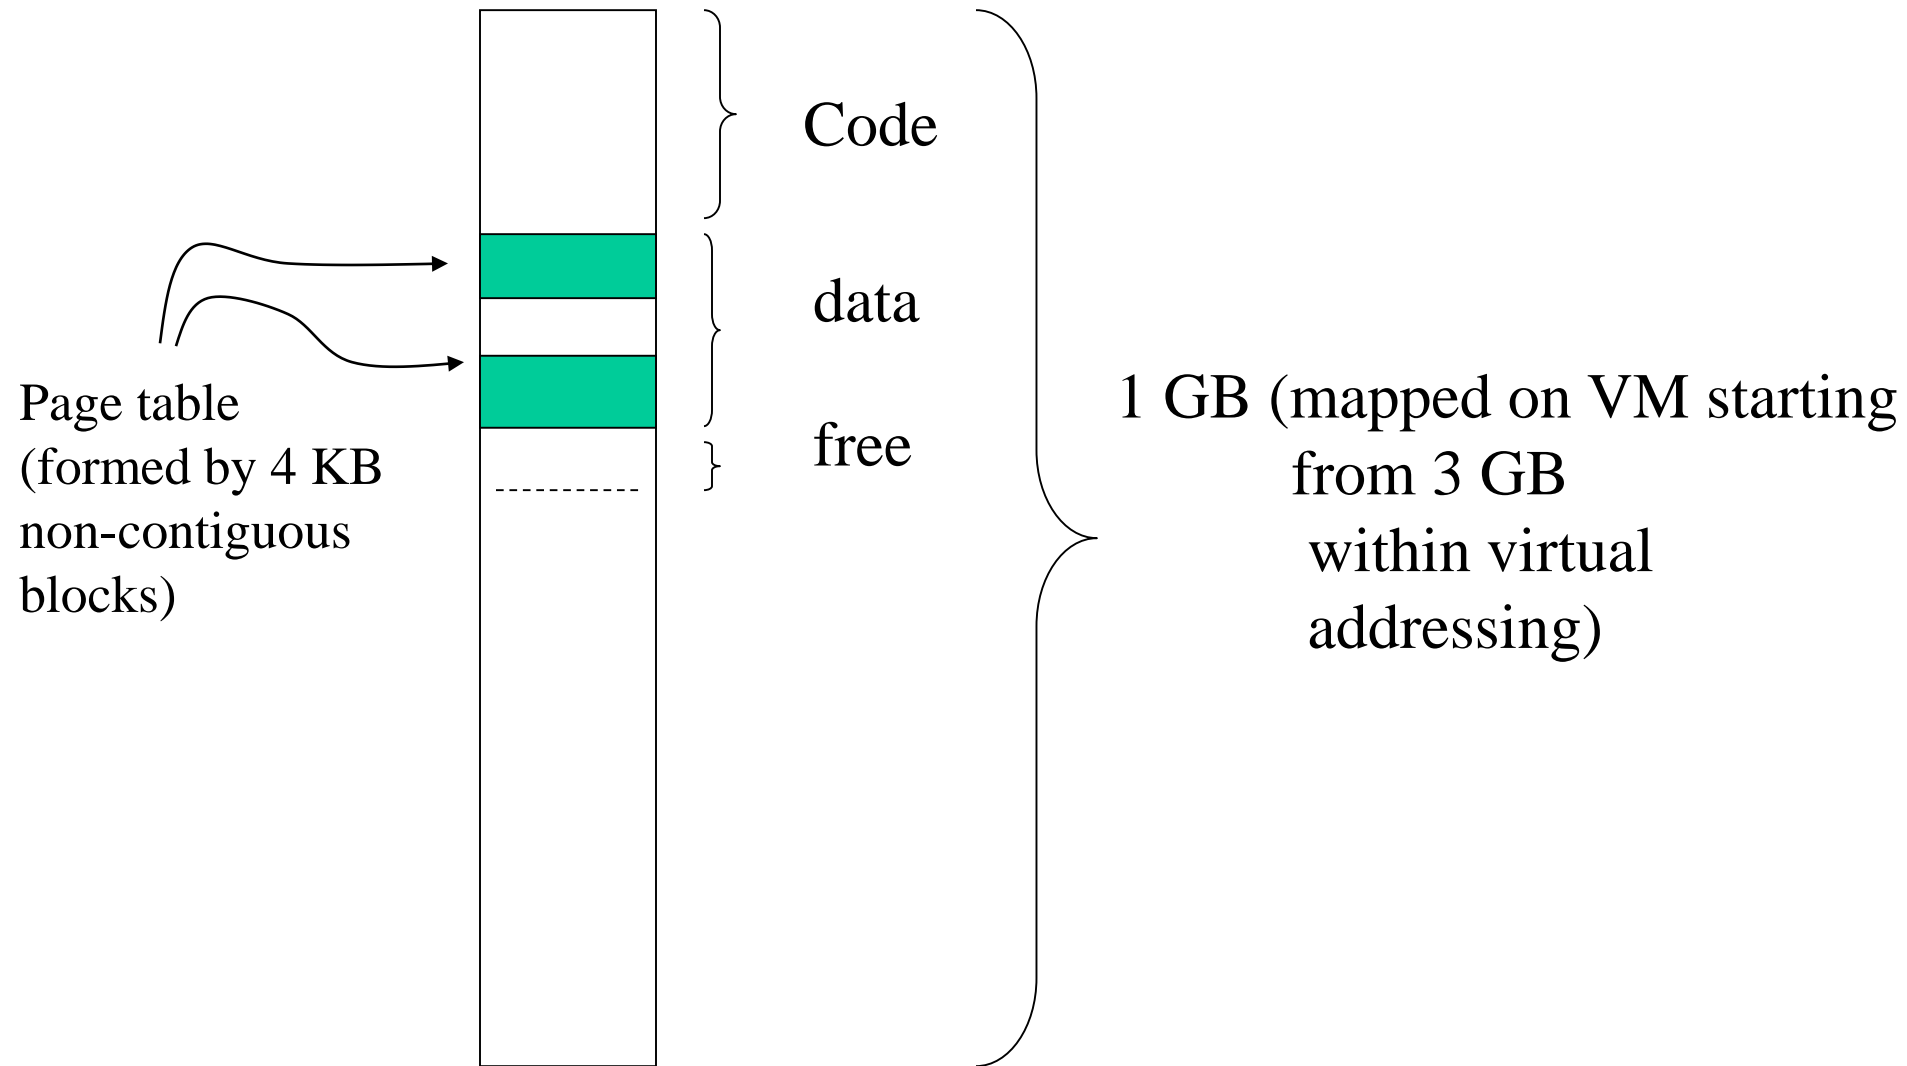 Code
data
free
Page table
(formed by 4 KB
non-contiguous
blocks)
1 GB (mapped on VM starting
from 3 GB
within virtual
addressing)